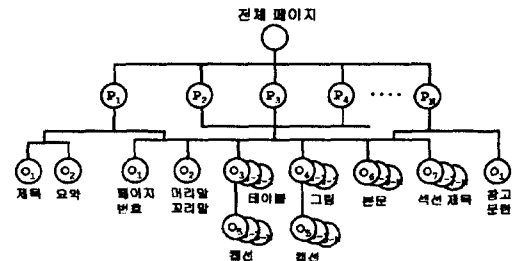 전체 페이지
P1 P2 P3 P4 ···· PN
O1 O2 O1 O2 O3 O4 O6 O7 O1
제목 요약 페이지 번호 머리말 꼬리말 테이블 그림 본문 섹션 제목 참고 문헌
O5 O5
캡션 캡션